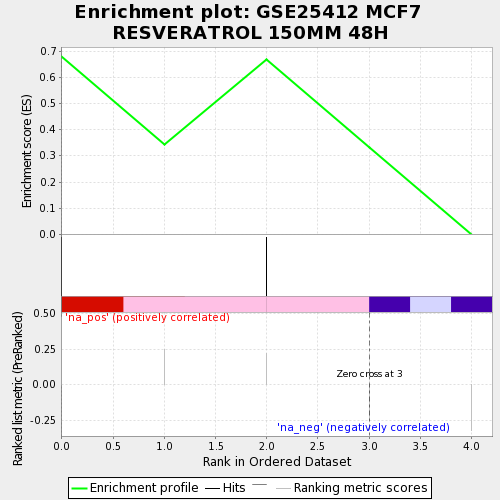 Enrichment plot: GSE25412 MCF7
RESVERATROL 150MM 48H
Enrichment score (ES)
0.7
0.6
0.5
0.4
0.3
0.2
0.1
0.0
'na_pos' (positively correlated)
Ranked list metric (PreRanked)
0.50
0.25
0.00
-0.25
Zero cross at 3
'na_neg' (negatively correlated)
0.0 0.5 1.0 1.5 2.0 2.5 3.0 3.5 4.0
Rank in Ordered Dataset
Enrichment profile Hits Ranking metric scores